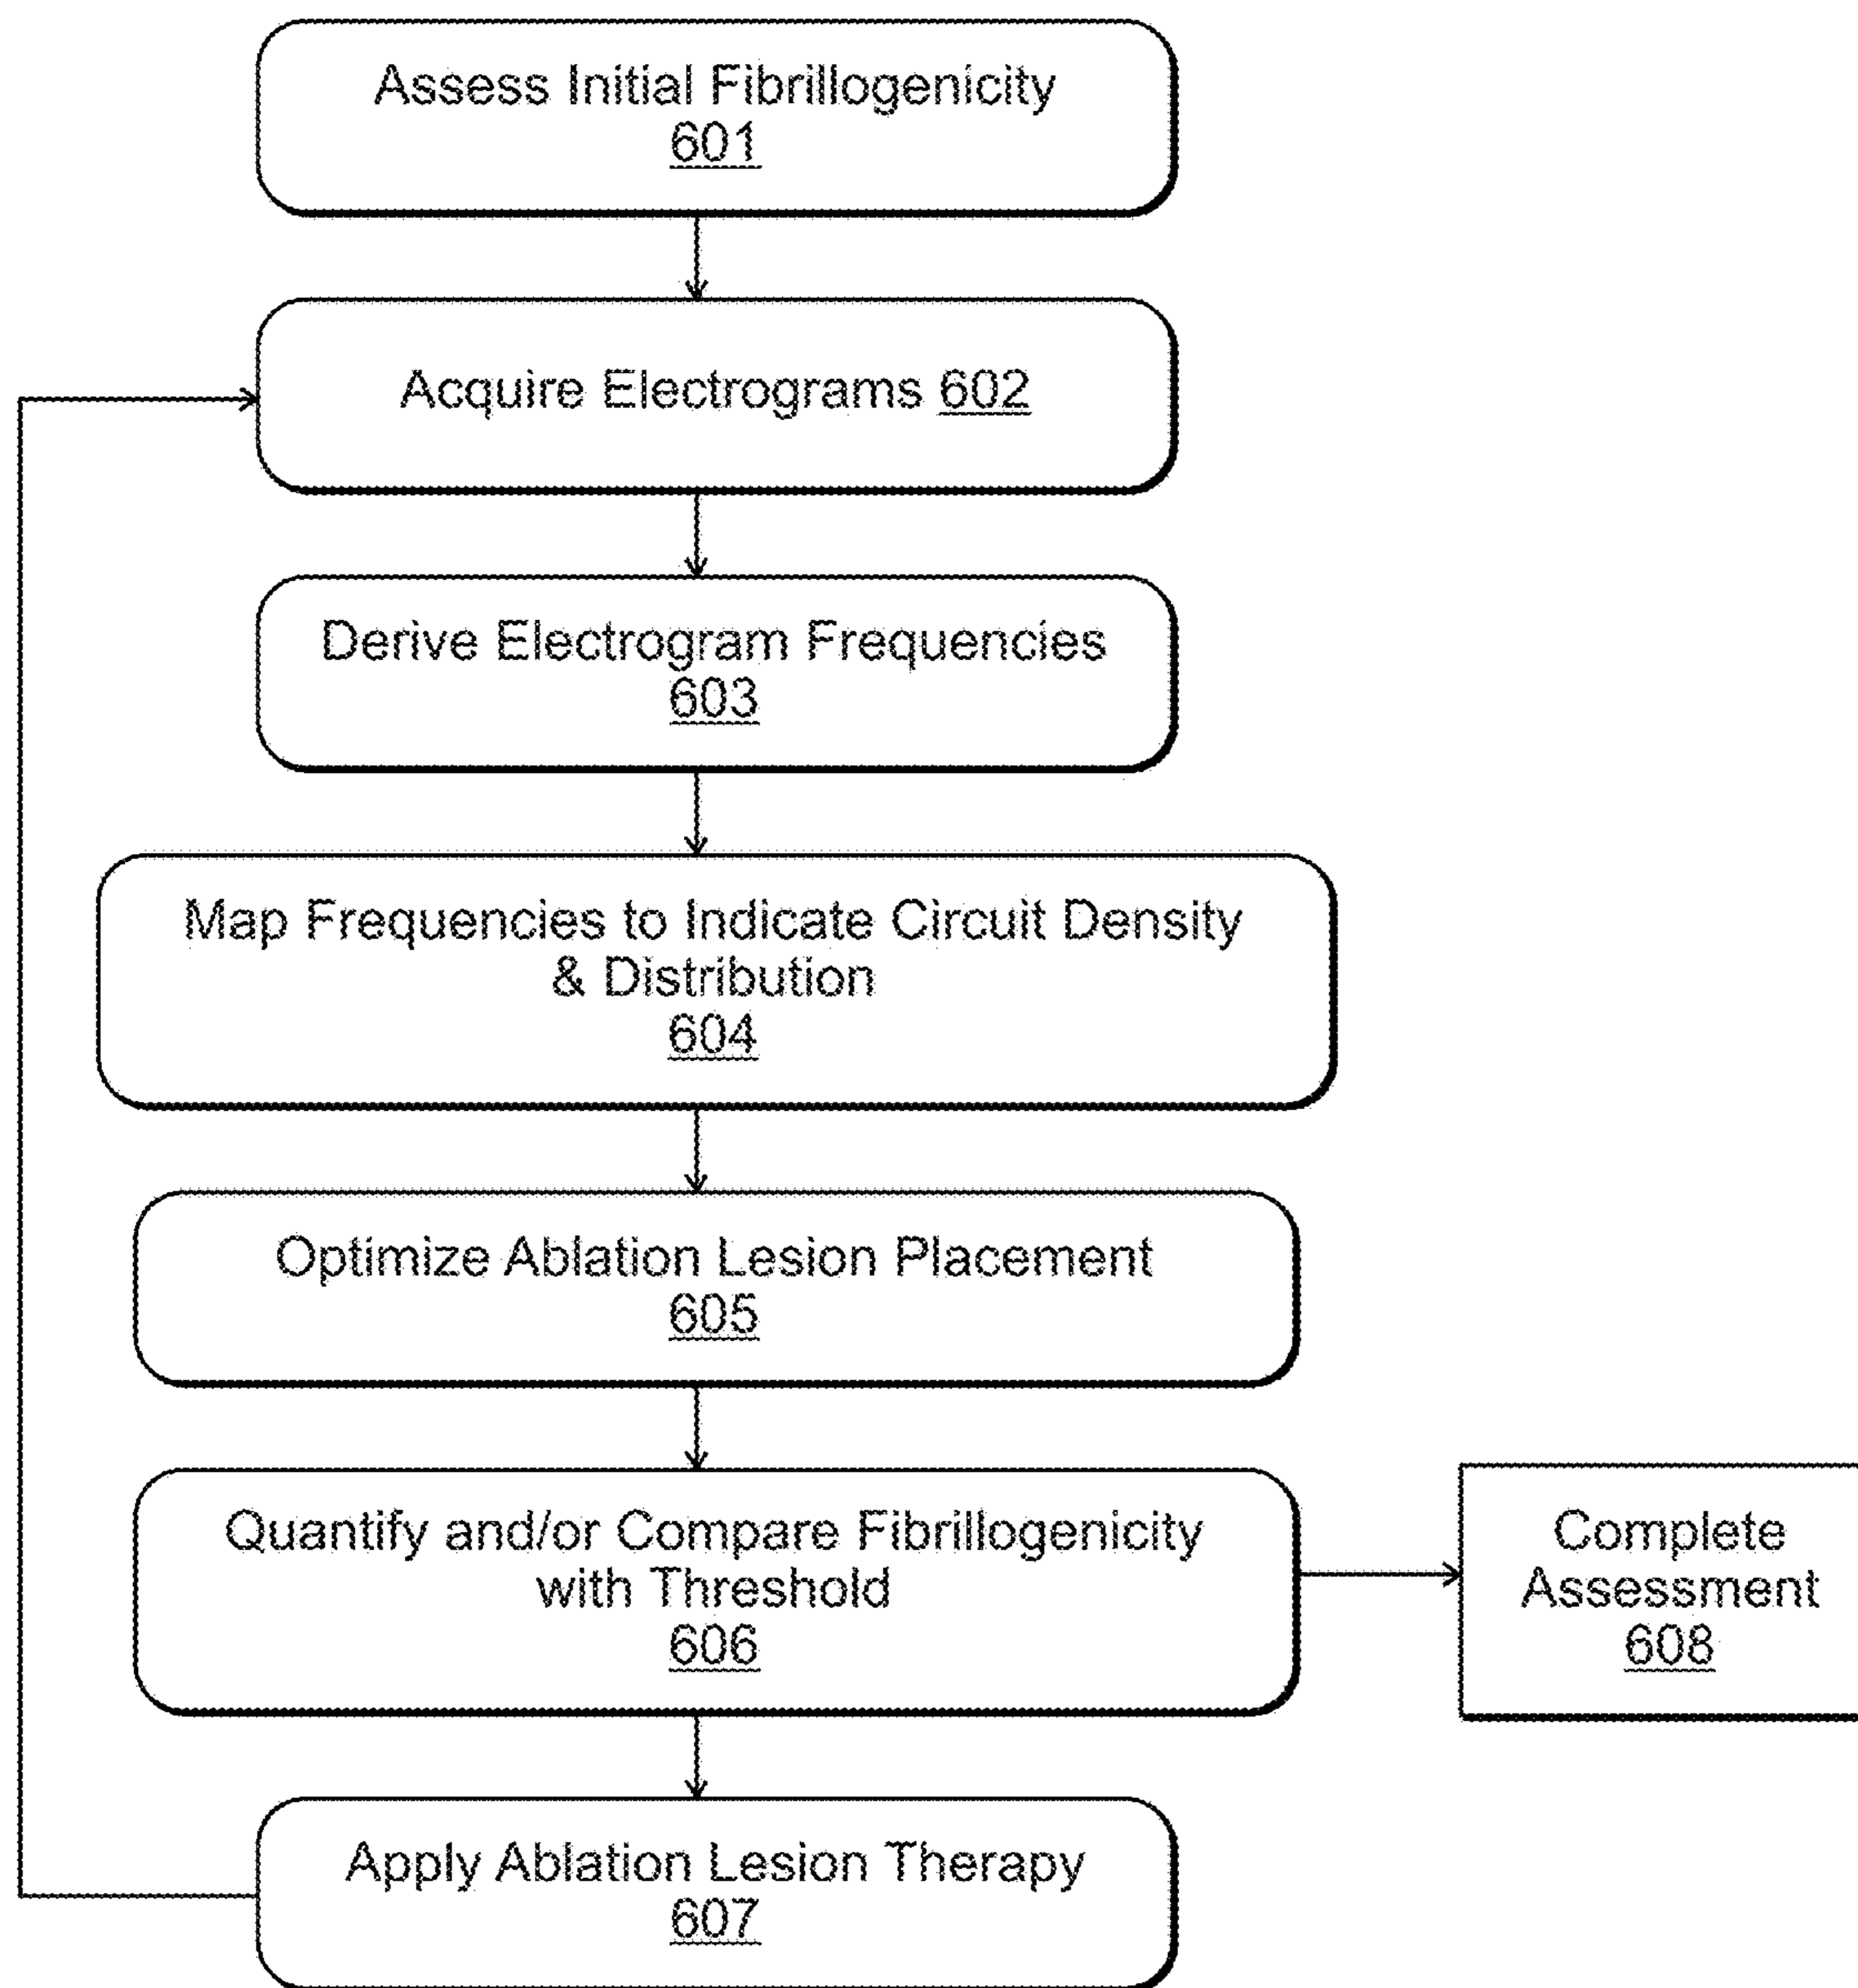 Assess Initial Fibrillogenicity
601
Acquire Electrograms 602
Derive Electrogram Frequencies
603
Map Frequencies to Indicate Circuit Density
& Distribution
604
Optimize Ablation Lesion Placement
605
Quantify and/or Compare Fibrillogenicity
with Threshold
606
Complete
Assessment
608
Apply Ablation Lesion Therapy
607